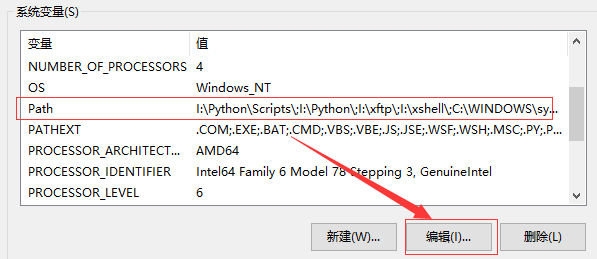 系统变量(S)
变量 值
NUMBER_OF_PROCESSORS 4
OS Windows_NT
Path I:\Python\Scripts\;I:\Python\;I:\xftp\;I:\xshell\;C:\WINDOWS\sy...
PATHEXT .COM;.EXE;.BAT;.CMD;.VBS;.VBE;.JS;.JSE;.WSF;.WSH;.MSC;.PY;.P...
PROCESSOR_ARCHITECT... AMD64
PROCESSOR_IDENTIFIER Intel64 Family 6 Model 78 Stepping 3, GenuineIntel
PROCESSOR_LEVEL 6
新建(W)... 编辑(I)... 删除(L)